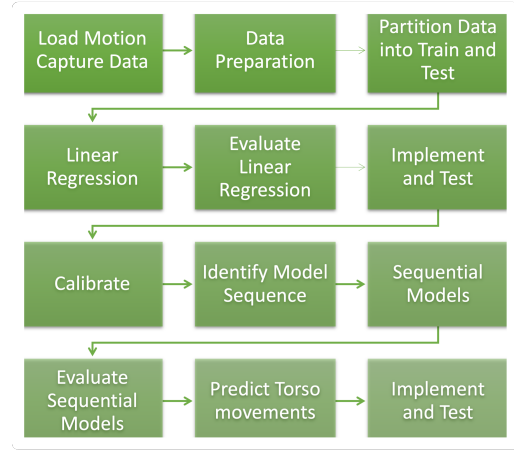 Load Motion
Capture Data
Data
Preparation
Partition Data
into Train and
Test
Linear
Regression
Evaluate
Linear
Regression
Implement
and Test
Calibrate
Identify Model
Sequence
Sequential
Models
Evaluate
Sequential
Models
Predict Torso
movements
Implement
and Test